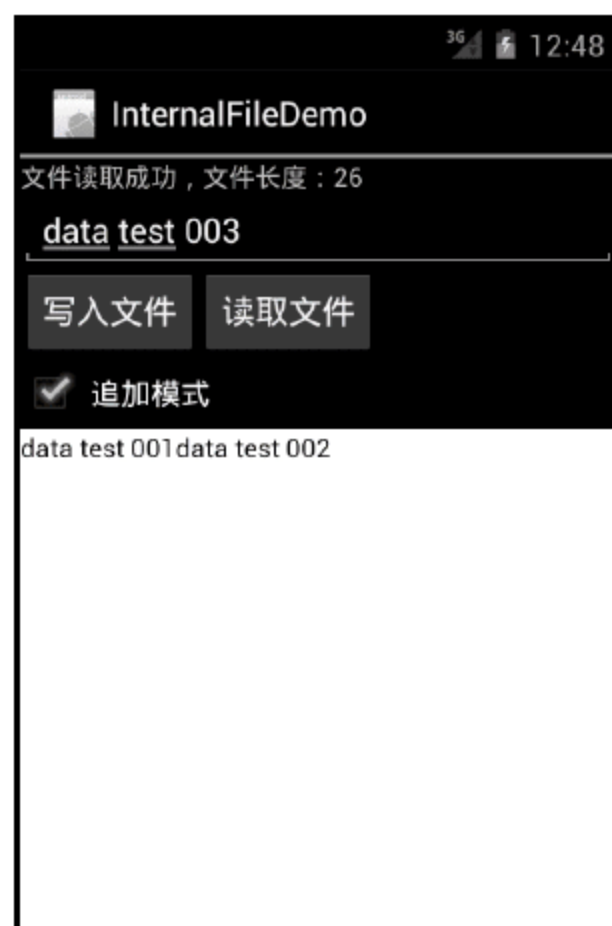 3G 12:48
InternalFileDemo
文件读取成功，文件长度：26
data test 003
写入文件 读取文件
追加模式
data test 001data test 002